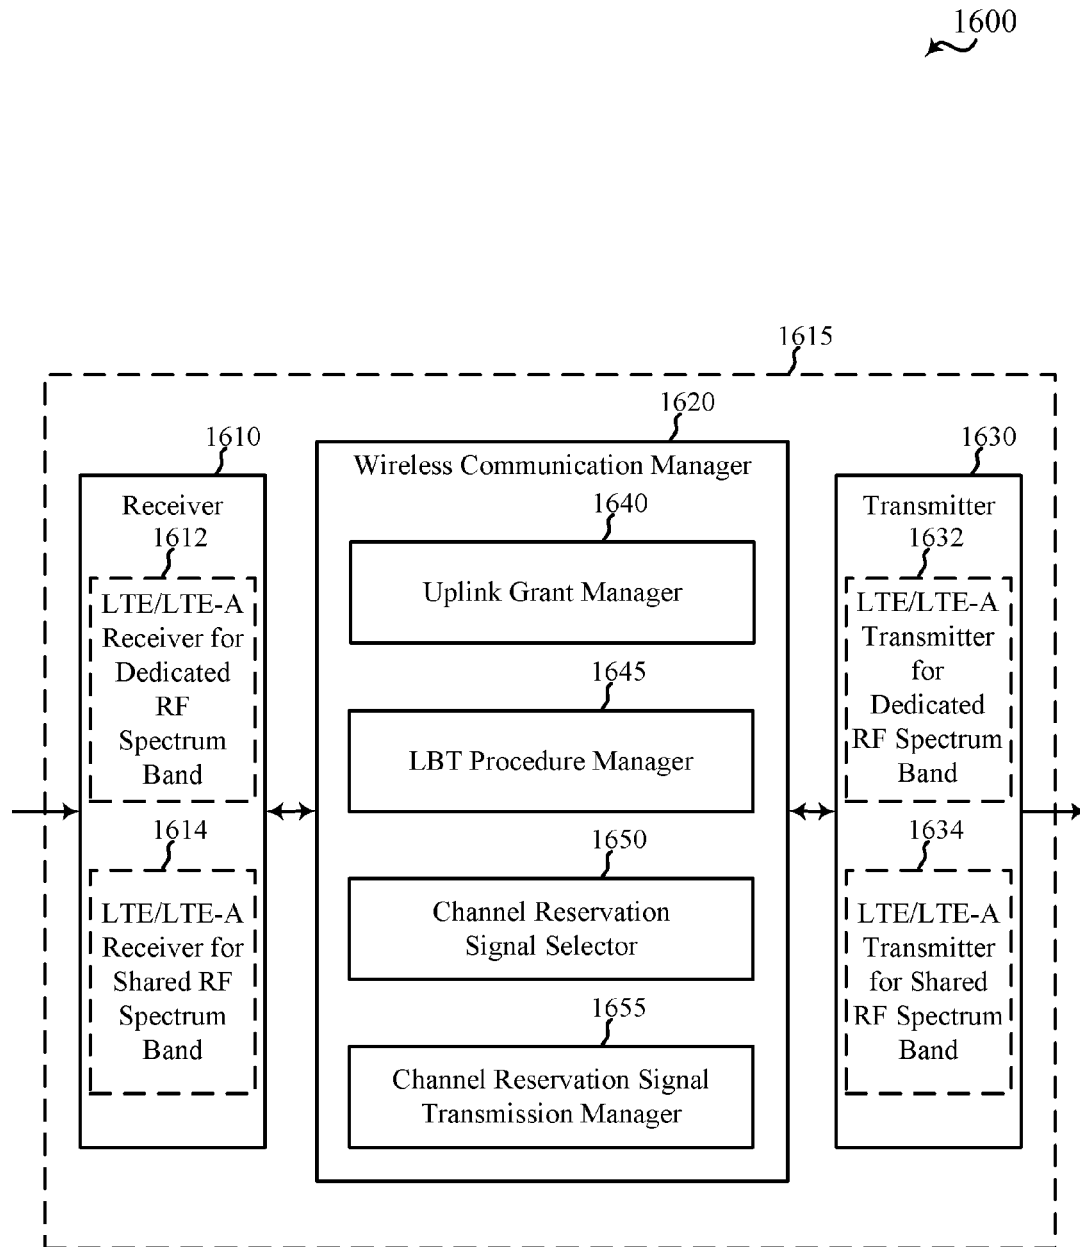 1600
1615
1620
1610
1630
Wireless Communication Manager
Receiver
1612
LTE/LTE-A
Receiver for
Dedicated
RF
Spectrum
Band
1614
LTE/LTE-A
Receiver for
Shared RF
Spectrum
Band
1640
Uplink Grant Manager
1645
LBT Procedure Manager
1650
Channel Reservation
Signal Selector
1655
Channel Reservation Signal
Transmission Manager
Transmitter
1632
LTE/LTE-A
Transmitter
for
Dedicated
RF Spectrum
Band
1634
LTE/LTE-A
Transmitter
for Shared
RF Spectrum
Band